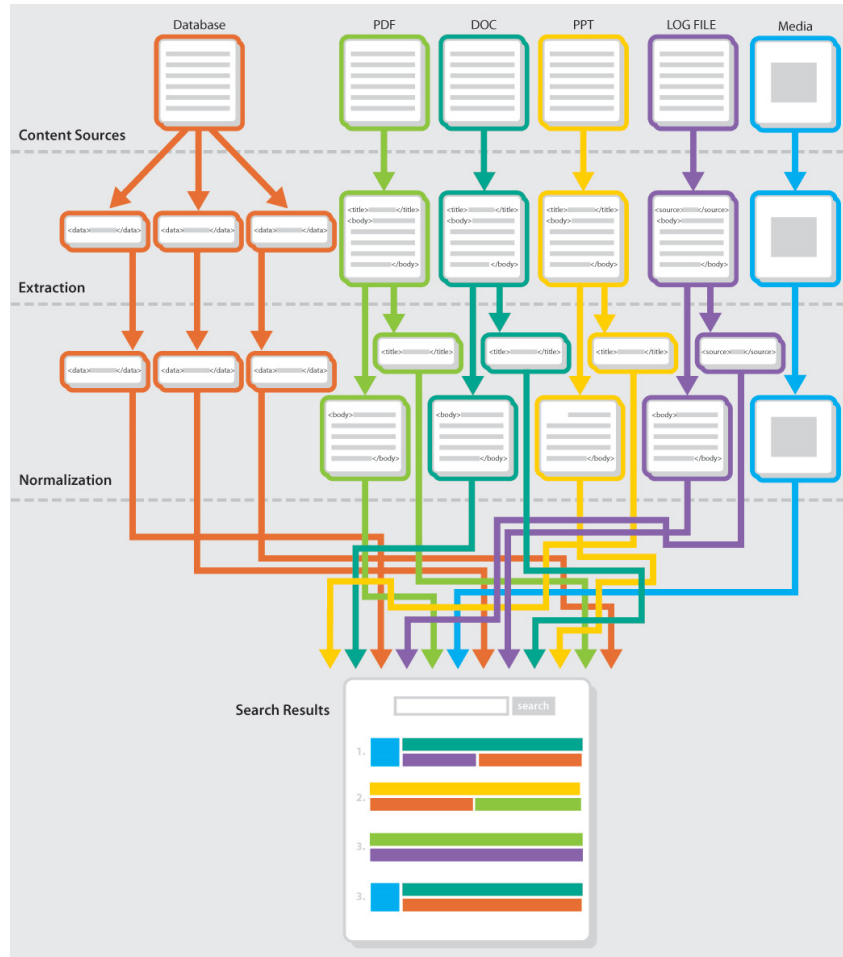 Database PDF DOC PPT LOG FILE Media
Content Sources
<title> </title> <title> </title> <title> </title> <source> </source>
<body> <body> <body> <body>
<data> </data> <data> </data> <data> </data>
</body> </body> </body> </body>
Extraction
<title> </title> <title> </title> <title> </title> <source> </source>
<data> </data> <data> </data> <data> </data>
<body> <body> <body>
</body> </body> </body> </body>
Normalization
Search Results
search
1.
2.
3.
3.